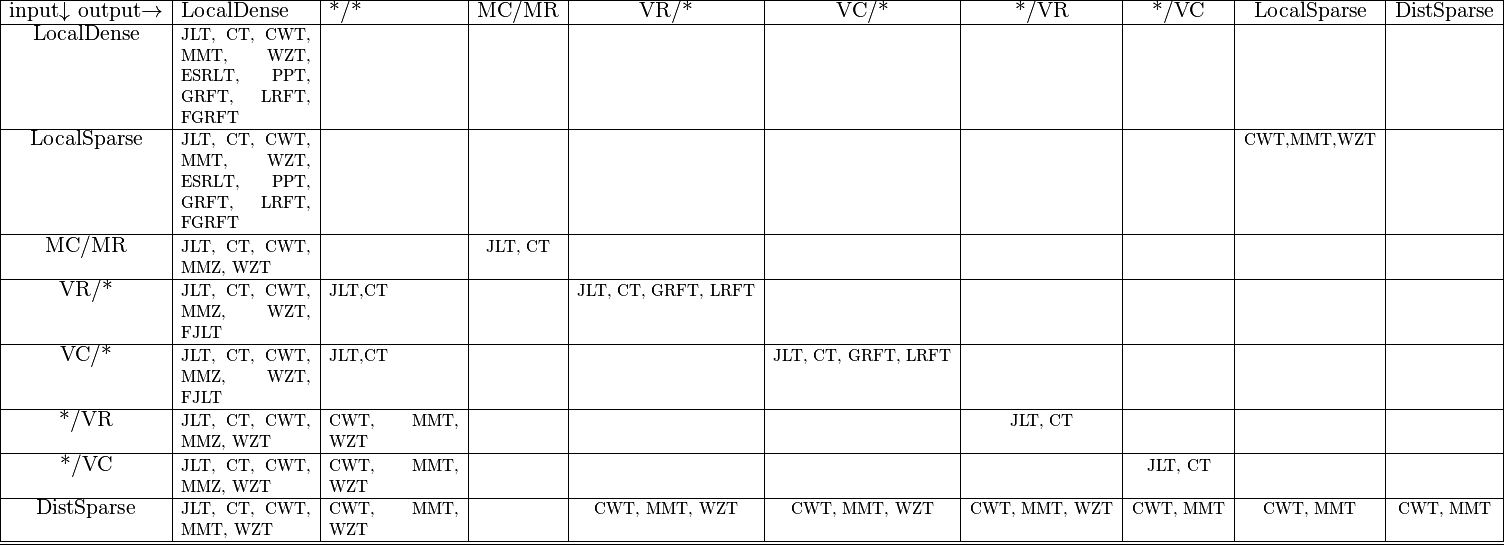 input↓ output→ LocalDense */* MC/MR VR/* VC/* */VR */VC LocalSparse DistSparse
LocalDense JLT, CT, CWT,
MMT, WZT,
ESRLT, PPT,
GRFT, LRFT,
FGRFT
LocalSparse JLT, CT, CWT, CWT,MMT,WZT
MMT, WZT,
ESRLT, PPT,
GRFT, LRFT,
FGRFT
MC/MR JLT, CT, CWT, JLT, CT
MMZ, WZT
VR/* JLT, CT, CWT, JLT,CT JLT, CT, GRFT, LRFT
MMZ, WZT,
FJLT
VC/* JLT, CT, CWT, JLT,CT JLT, CT, GRFT, LRFT
MMZ, WZT,
FJLT
*/VR JLT, CT, CWT, CWT, MMT, JLT, CT
MMZ, WZT WZT
*/VC JLT, CT, CWT, CWT, MMT, JLT, CT
MMZ, WZT WZT
DistSparse JLT, CT, CWT, CWT, MMT, CWT, MMT, WZT CWT, MMT, WZT CWT, MMT, WZT CWT, MMT CWT, MMT CWT, MMT
MMT, WZT WZT